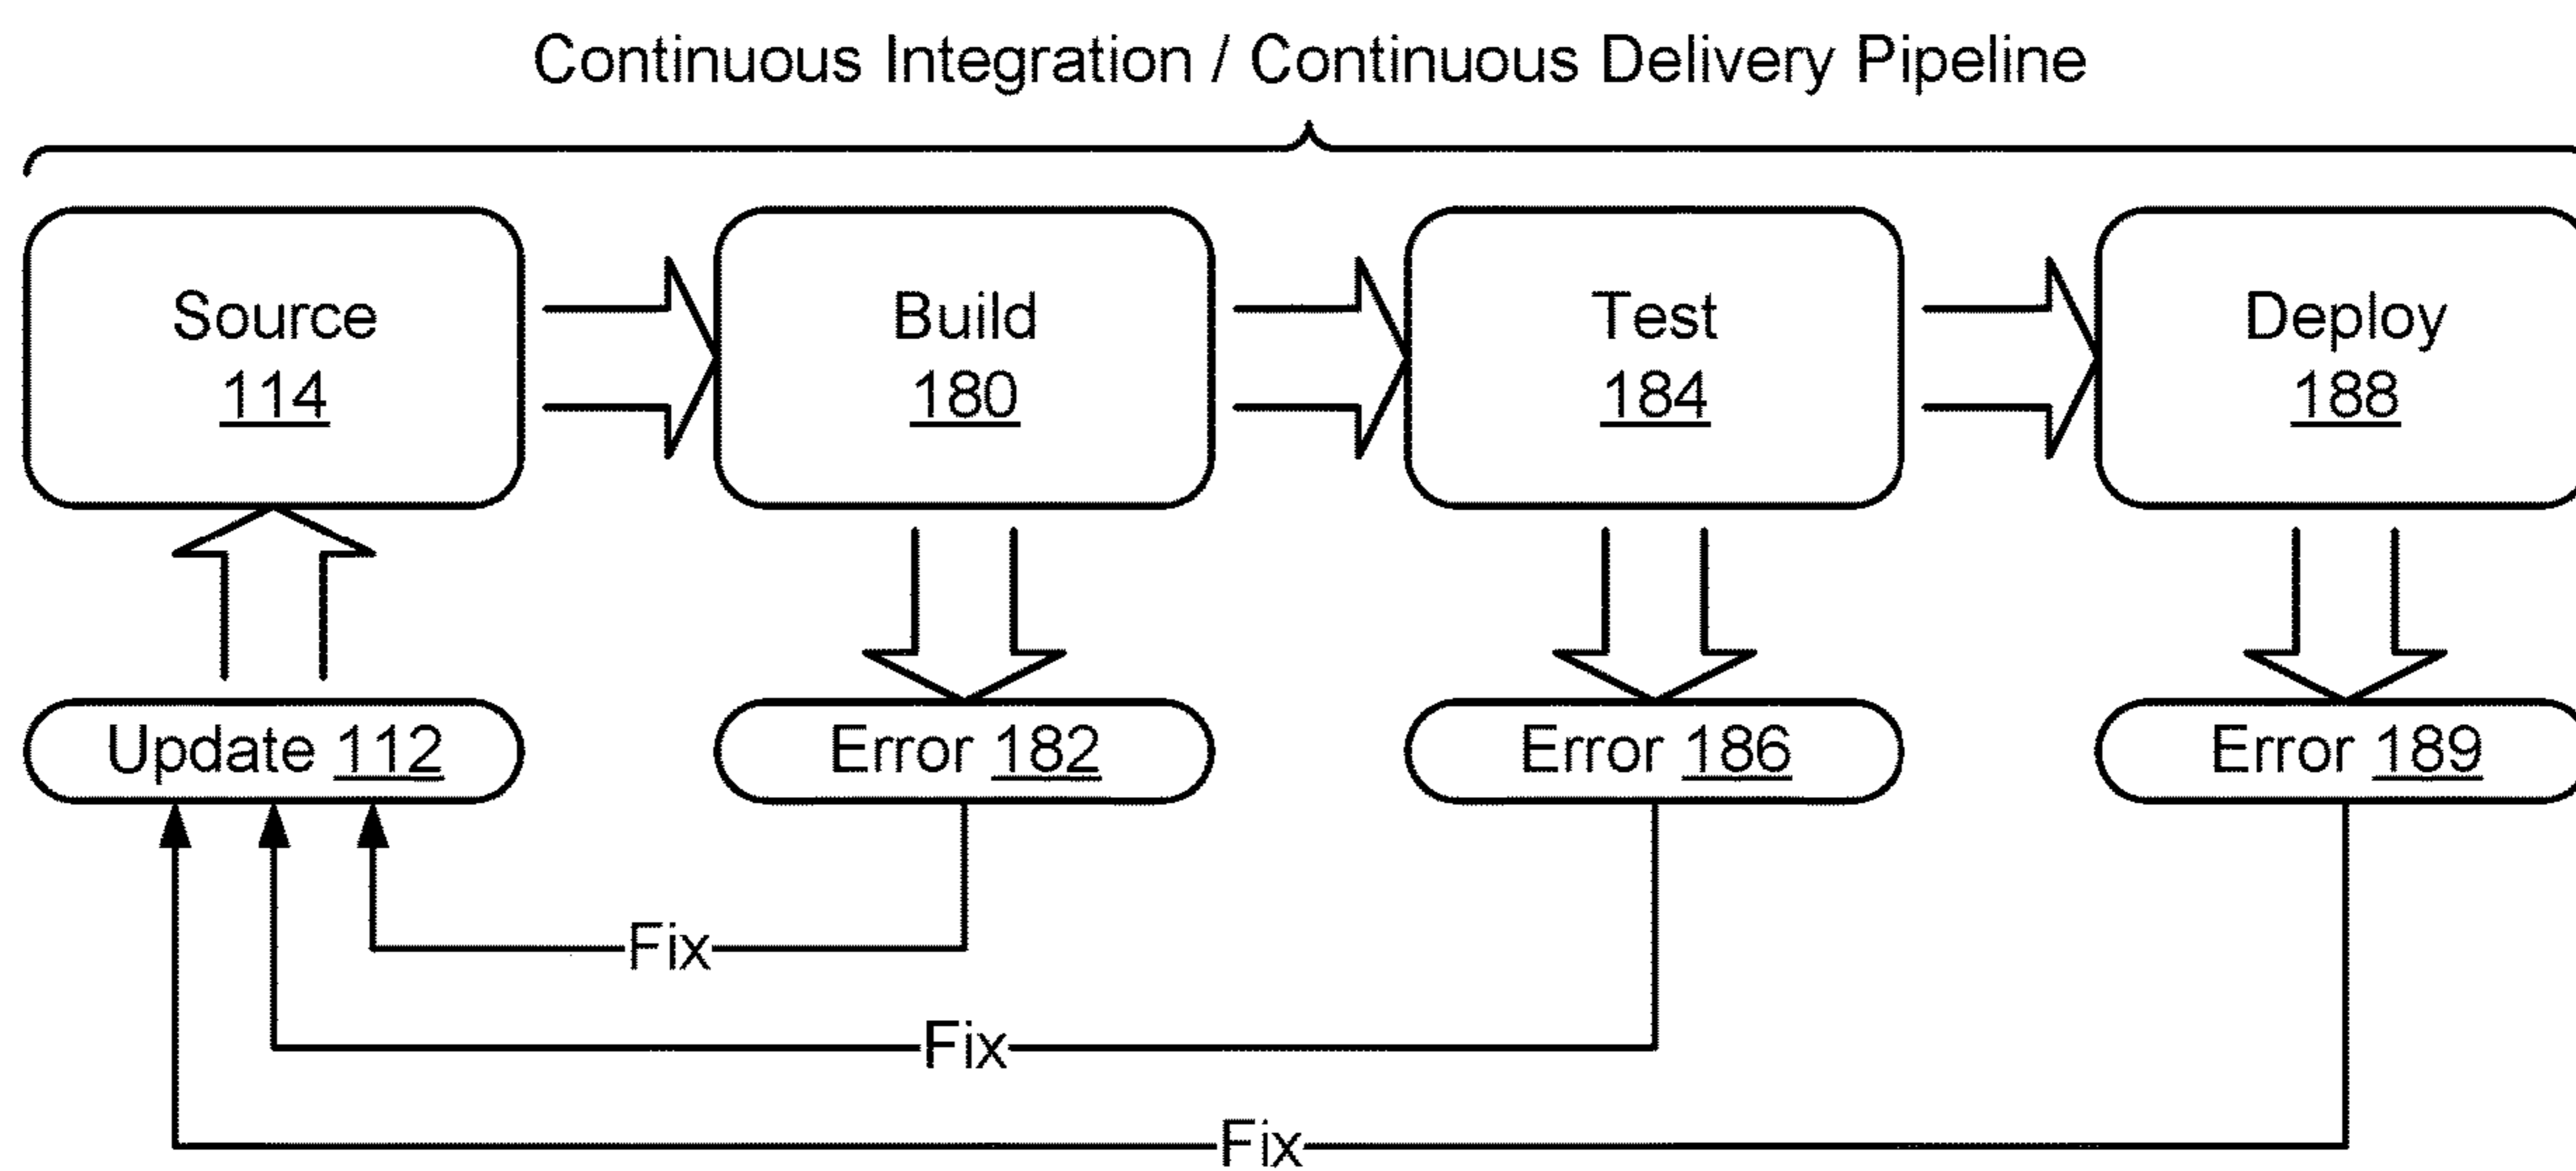 Continuous Integration / Continuous Delivery Pipeline
Source
114
Build
180
Test
184
Deploy
188
Update 112
Error 182
Error 186
Error 189
Fix
Fix
Fix